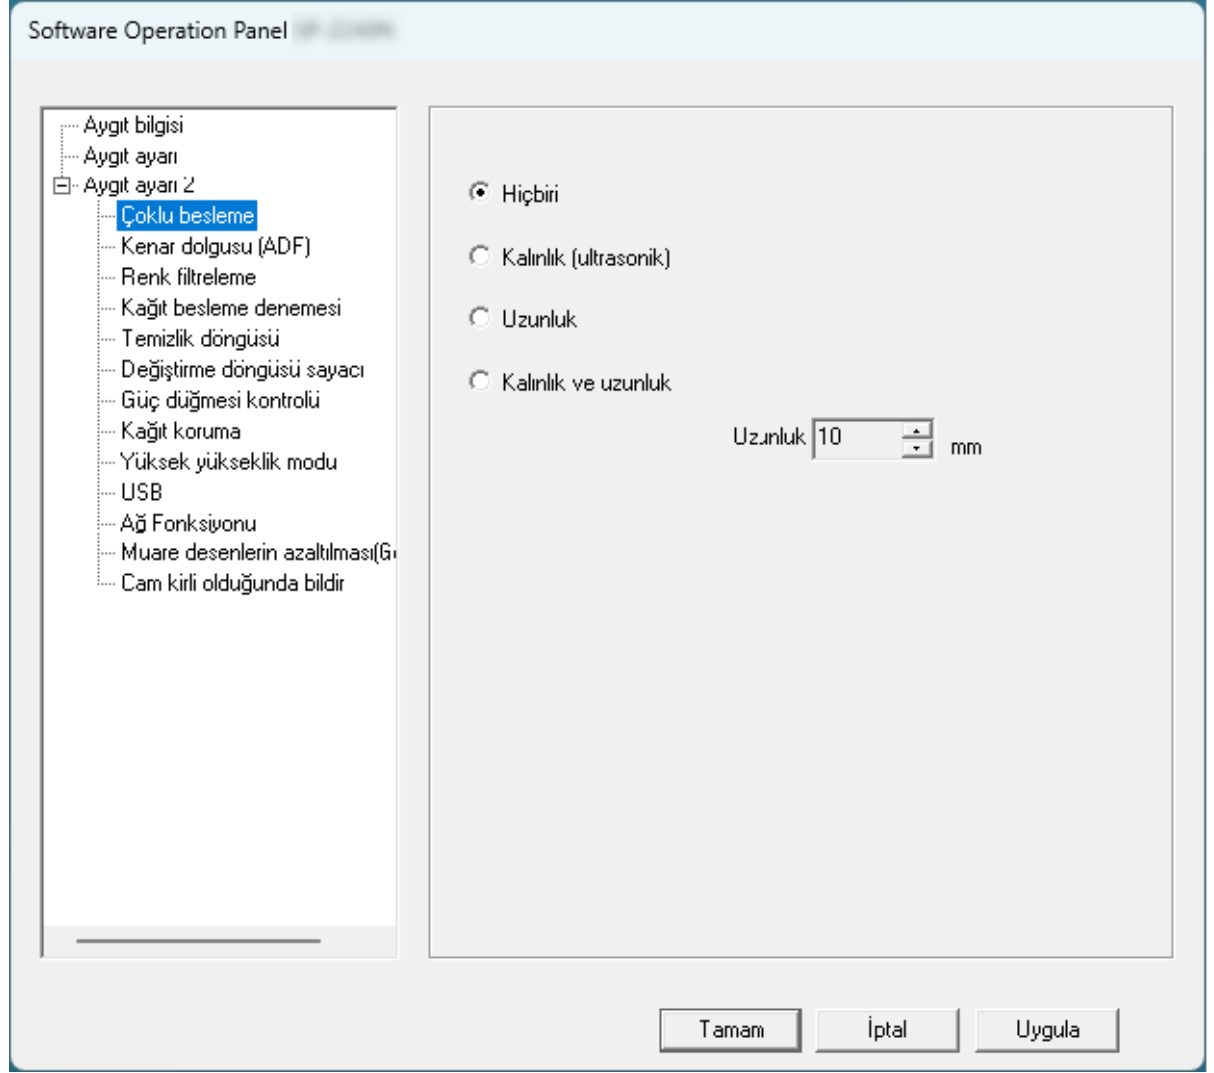 Software Operation Panel
Aygıt bilgisi
Aygıt ayarı
Aygıt ayarı 2
Çoklu besleme
Kenar dolgusu (ADF)
Renk filtreleme
Kağıt besleme denemesi
Temizlik döngüsü
Değiştirme döngüsü sayacı
Güç düğmesi kontrolü
Kağıt koruma
Yüksek yükseklik modu
USB
Ağ Fonksiyonu
Muare desenlerin azaltılması(G
Cam kirli olduğunda bildir
Hiçbiri
Kalınlık (ultrasonik)
Uzunluk
Kalınlık ve uzunluk
Uzunluk 10 mm
Tamam İptal Uygula